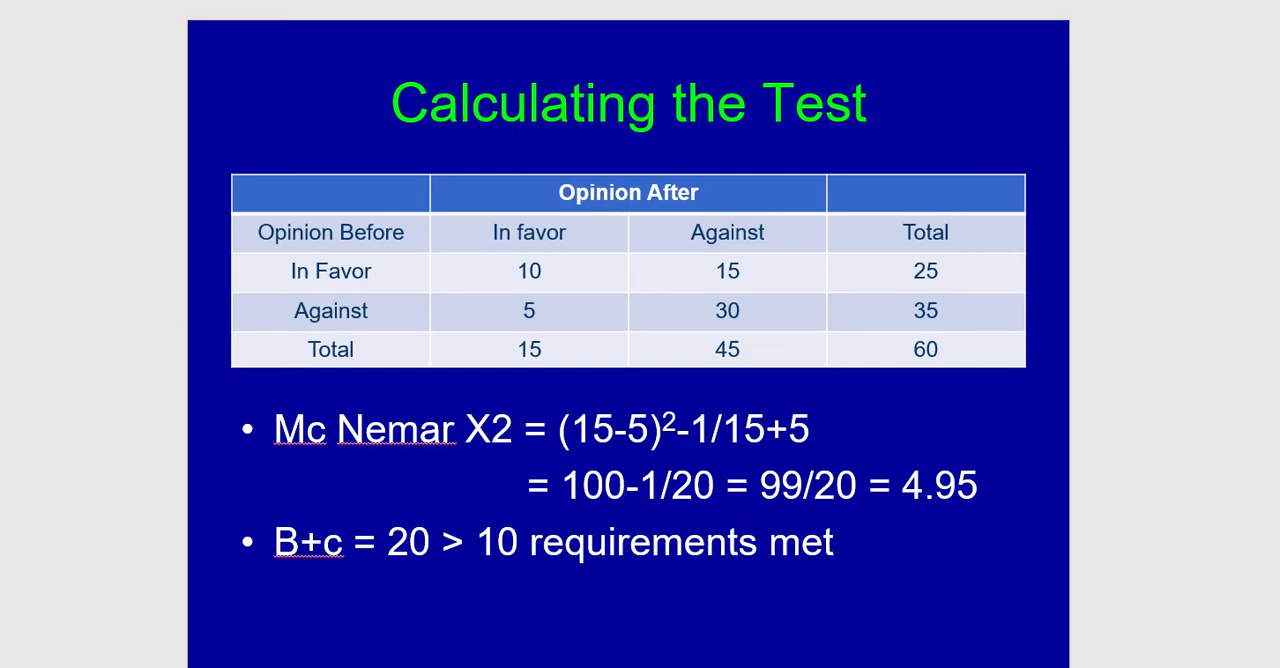 Calculating the Test
Opinion After
Opinion Before In favor Against Total
In Favor 10 15 25
Against 5 30 35
Total 15 45 60
• Mc Nemar X2 = (15-5)²-1/15+5
= 100-1/20 = 99/20 = 4.95
• B+c = 20 > 10 requirements met